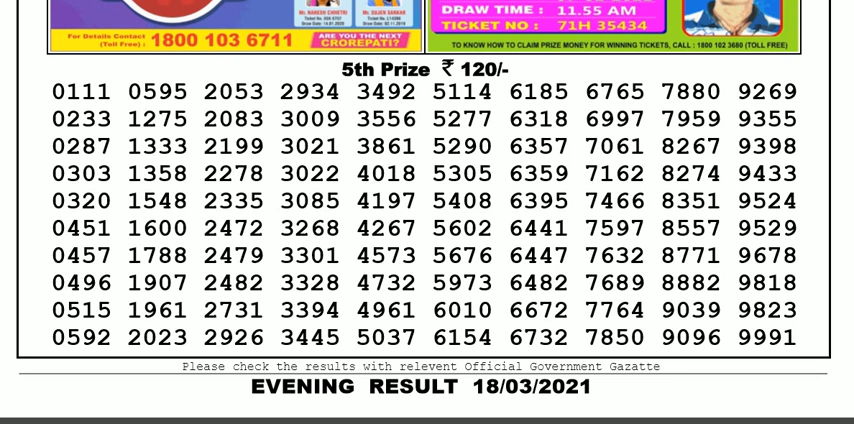 MR. NARESH CHHETRI
MR. SUJEN SARKAR
DRAW TIME : 11.55 AM
TICKET NO : 71H 35434
For Details Contact
(Toll Free) : 1800 103 6711
ARE YOU THE NEXT
CROREPATI?
TO KNOW HOW TO CLAIM PRIZE MONEY FOR WINNING TICKETS, CALL : 1800 102 3680 (TOLL FREE)
5th Prize ₹ 120/-
0111 0595 2053 2934 3492 5114 6185 6765 7880 9269
0233 1275 2083 3009 3556 5277 6318 6997 7959 9355
0287 1333 2199 3021 3861 5290 6357 7061 8267 9398
0303 1358 2278 3022 4018 5305 6359 7162 8274 9433
0320 1548 2335 3085 4197 5408 6395 7466 8351 9524
0451 1600 2472 3268 4267 5602 6441 7597 8557 9529
0457 1788 2479 3301 4573 5676 6447 7632 8771 9678
0496 1907 2482 3328 4732 5973 6482 7689 8882 9818
0515 1961 2731 3394 4961 6010 6672 7764 9039 9823
0592 2023 2926 3445 5037 6154 6732 7850 9096 9991
Please check the results with relevent Official Government Gazatte
EVENING RESULT 18/03/2021